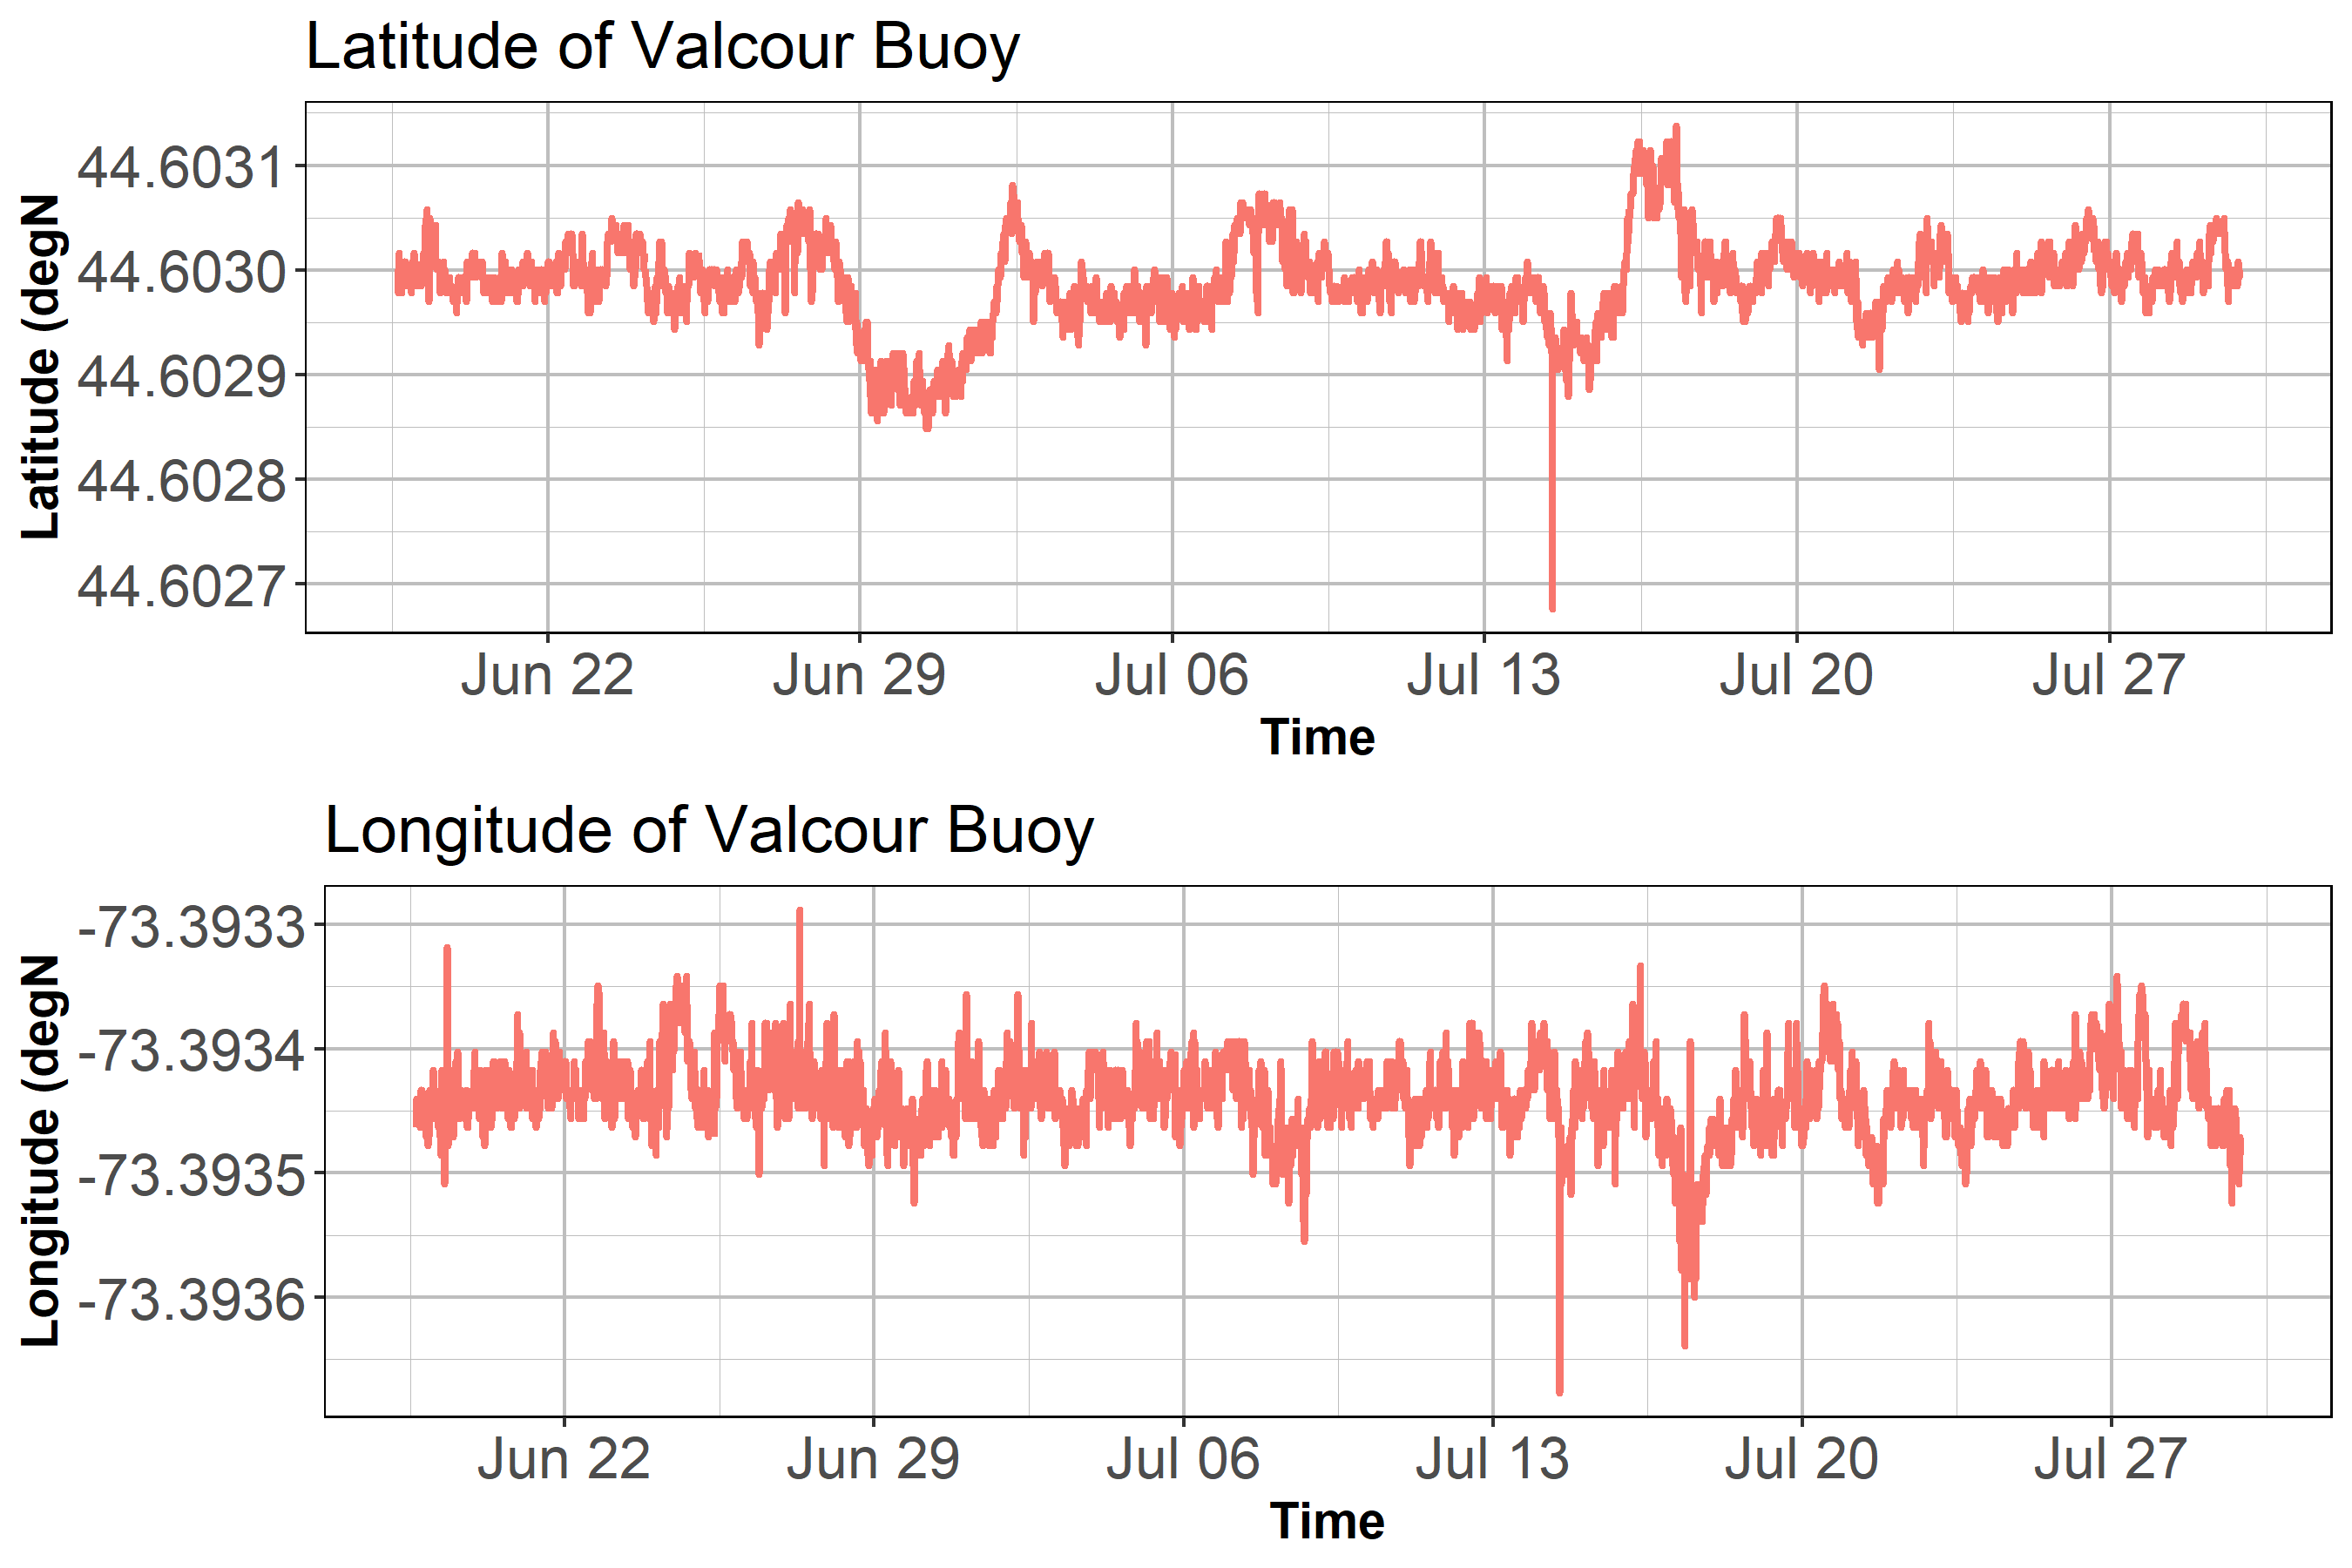 Latitude of Valcour Buoy
Latitude (degN
44.6031
44.6030
44.6029
44.6028
44.6027
Jun 22 Jun 29 Jul 06 Jul 13 Jul 20 Jul 27
Time
Longitude of Valcour Buoy
Longitude (degN
-73.3933
-73.3934
-73.3935
-73.3936
Jun 22 Jun 29 Jul 06 Jul 13 Jul 20 Jul 27
Time